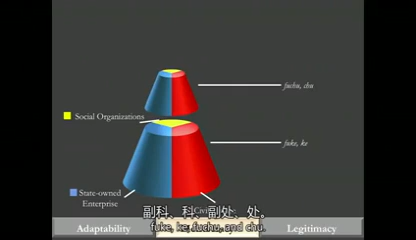 fuchu, chu
Social Organizations
fuke, ke
State-owned
Enterprise
副科、科、副处、处。
fuke, ke, fuchu, and chu.
Adaptability
Legitimacy